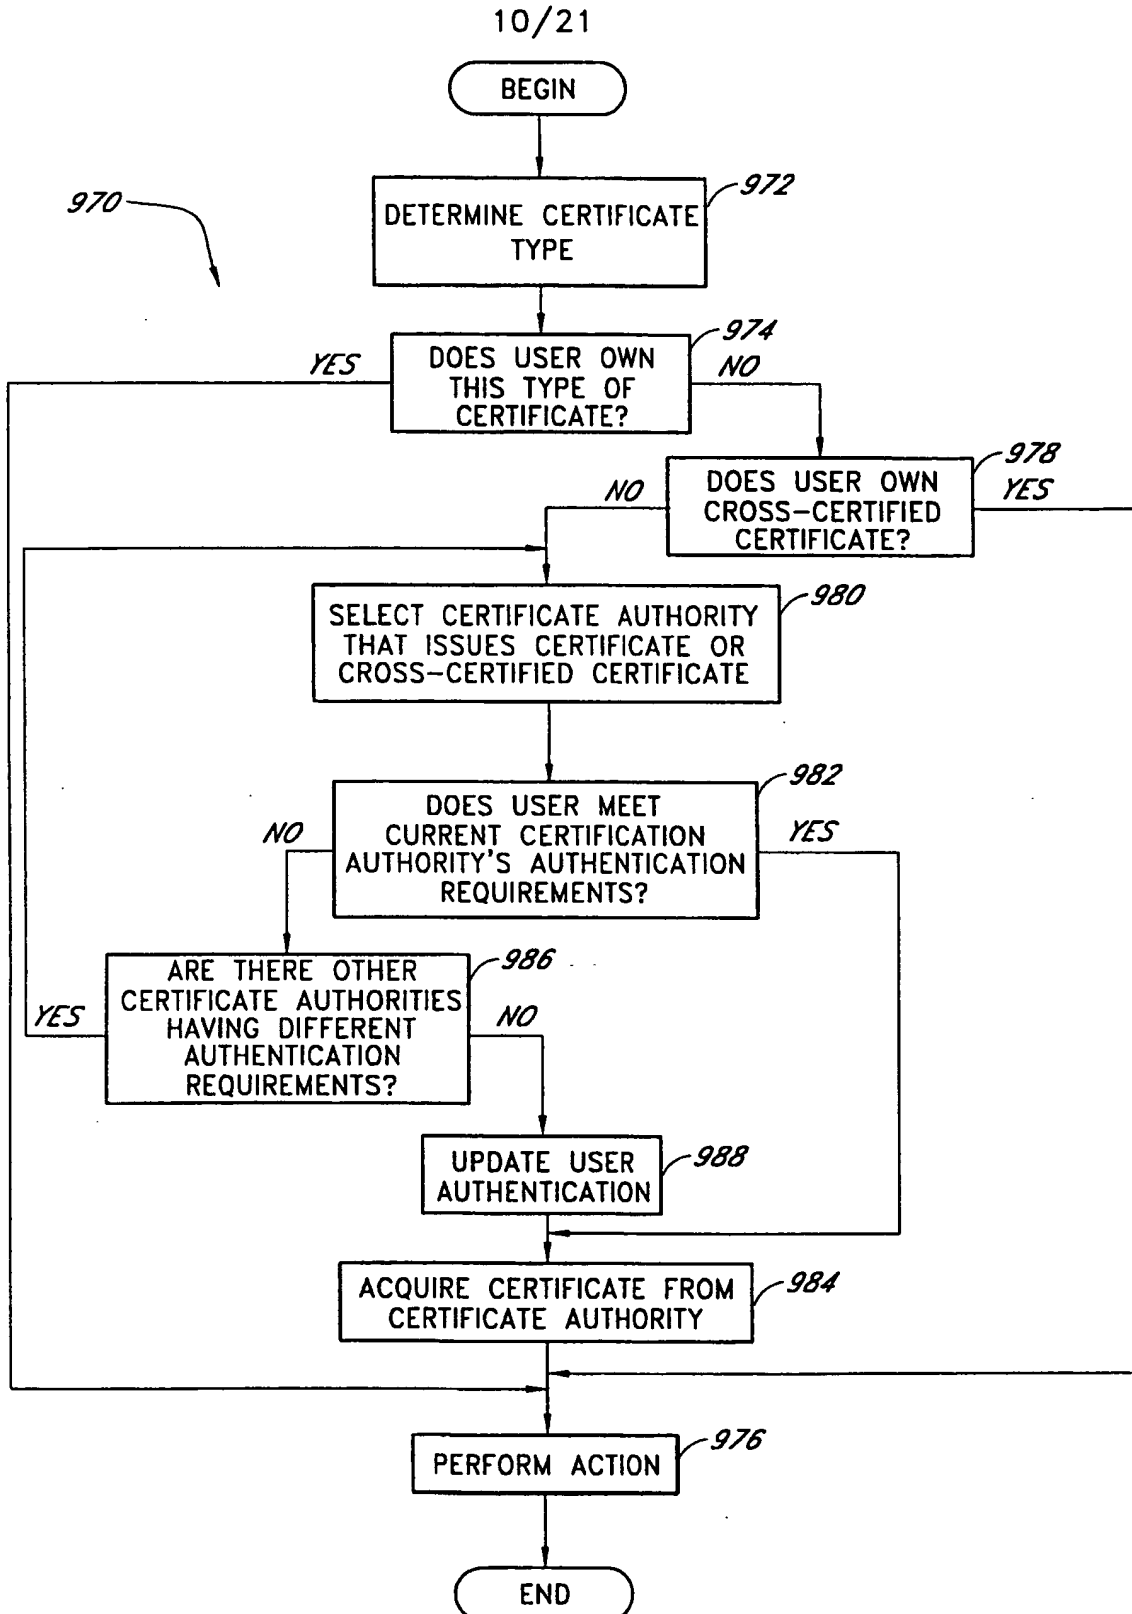 10/21
BEGIN
970
972
DETERMINE CERTIFICATE
TYPE
974
YES
DOES USER OWN
THIS TYPE OF
CERTIFICATE?
NO
978
NO
DOES USER OWN
CROSS-CERTIFIED
CERTIFICATE?
YES
980
SELECT CERTIFICATE AUTHORITY
THAT ISSUES CERTIFICATE OR
CROSS-CERTIFIED CERTIFICATE
982
NO
DOES USER MEET
CURRENT CERTIFICATION
AUTHORITY'S AUTHENTICATION
REQUIREMENTS?
YES
986
YES
ARE THERE OTHER
CERTIFICATE AUTHORITIES
HAVING DIFFERENT
AUTHENTICATION
REQUIREMENTS?
NO
988
UPDATE USER
AUTHENTICATION
984
ACQUIRE CERTIFICATE FROM
CERTIFICATE AUTHORITY
976
PERFORM ACTION
END